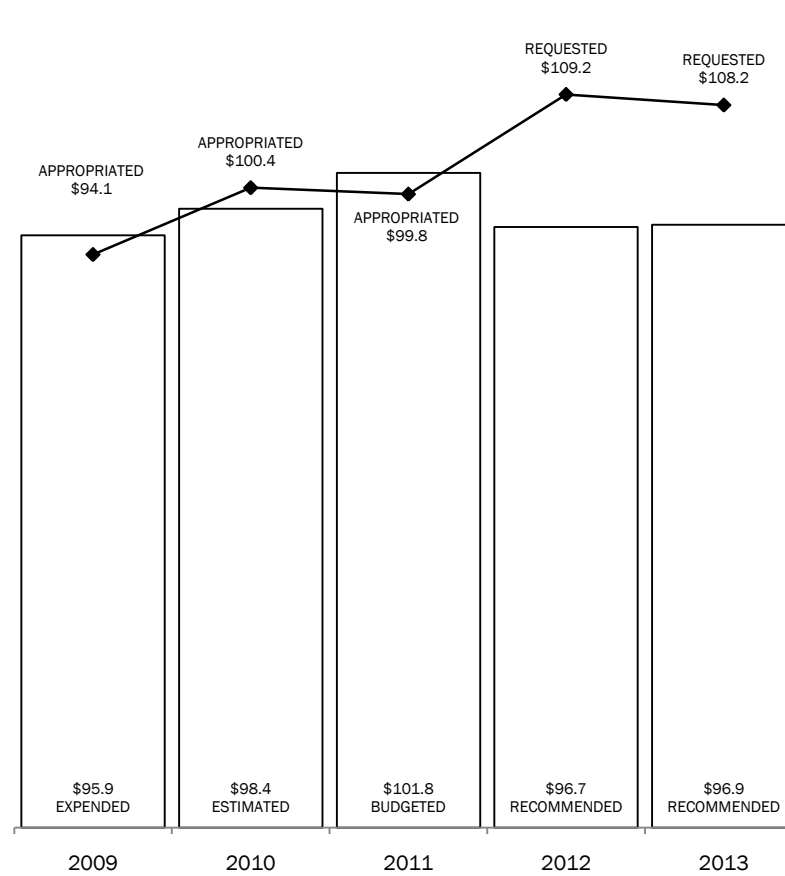 REQUESTED
$109.2
REQUESTED
$108.2
APPROPRIATED
$100.4
APPROPRIATED
$94.1
APPROPRIATED
$99.8
$95.9
EXPENDED
$98.4
ESTIMATED
$101.8
BUDGETED
$96.7
RECOMMENDED
$96.9
RECOMMENDED
2009
2010
2011
2012
2013